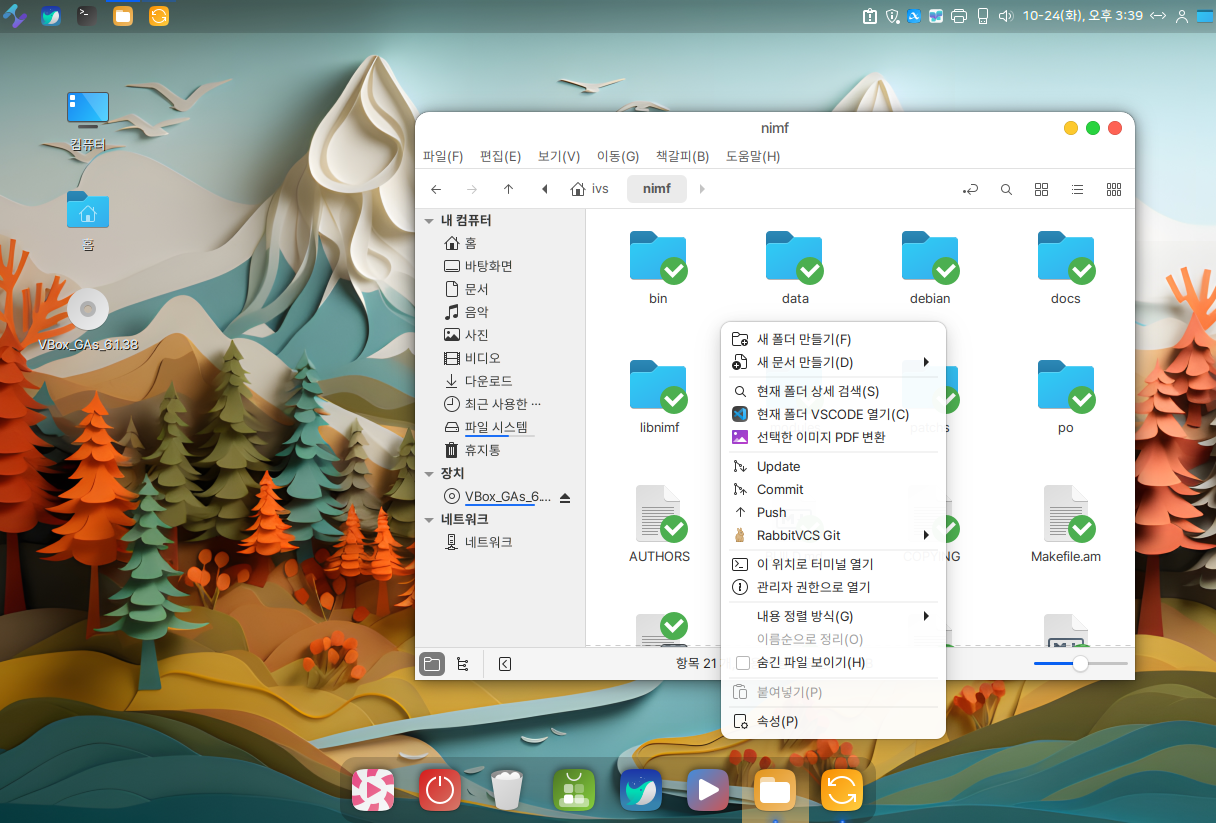 10-24(화), 오후 3:39
컴퓨터
홈
VBox_GAs_6.1.38
nimf
파일(F) 편집(E) 보기(V) 이동(G) 책갈피(B) 도움말(H)
ivs nimf
내 컴퓨터
홈
바탕화면
문서
음악
사진
비디오
다운로드
최근 사용한 ...
파일 시스템
휴지통
장치
VBox_GAs_6....
네트워크
네트워크
bin data debian docs
libnimf po
AUTHORS COPYING Makefile.am
항목 21
새 폴더 만들기(F)
새 문서 만들기(D)
현재 폴더 상세 검색(S)
현재 폴더 VSCODE 열기(C)
선택한 이미지 PDF 변환
Update
Commit
Push
RabbitVCS Git
이 위치로 터미널 열기
관리자 권한으로 열기
내용 정렬 방식(G)
이름순으로 정리(O)
숨긴 파일 보이기(H)
붙여넣기(P)
속성(P)